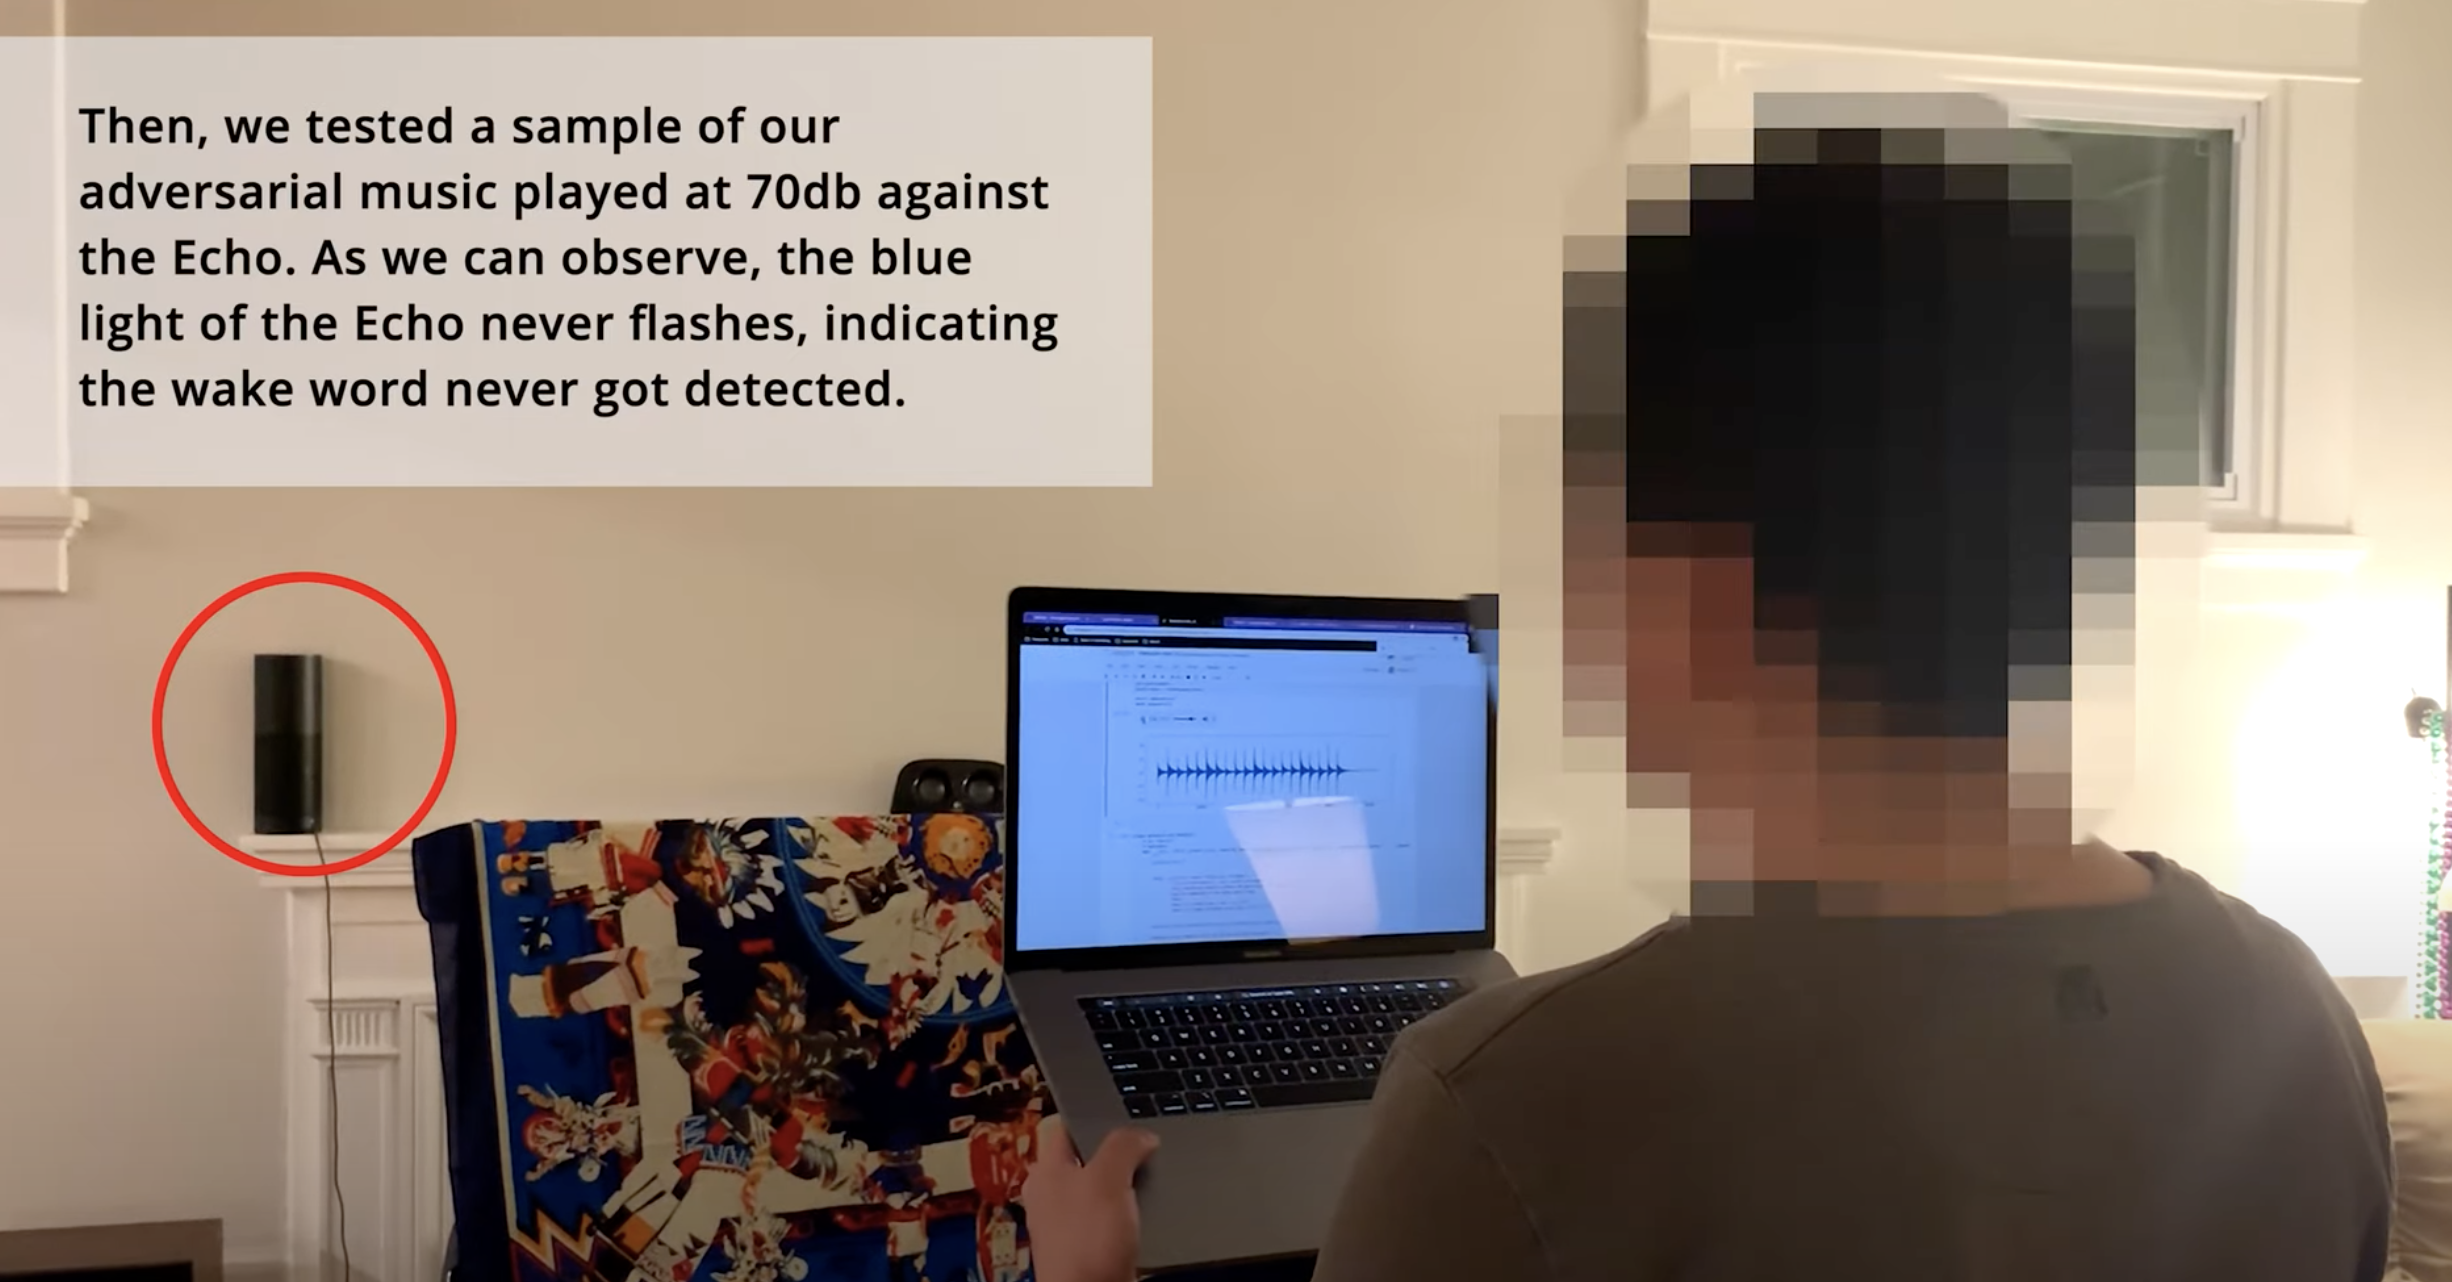 Then, we tested a sample of our
adversarial music played at 70db against
the Echo. As we can observe, the blue
light of the Echo never flashes, indicating
the wake word never got detected.